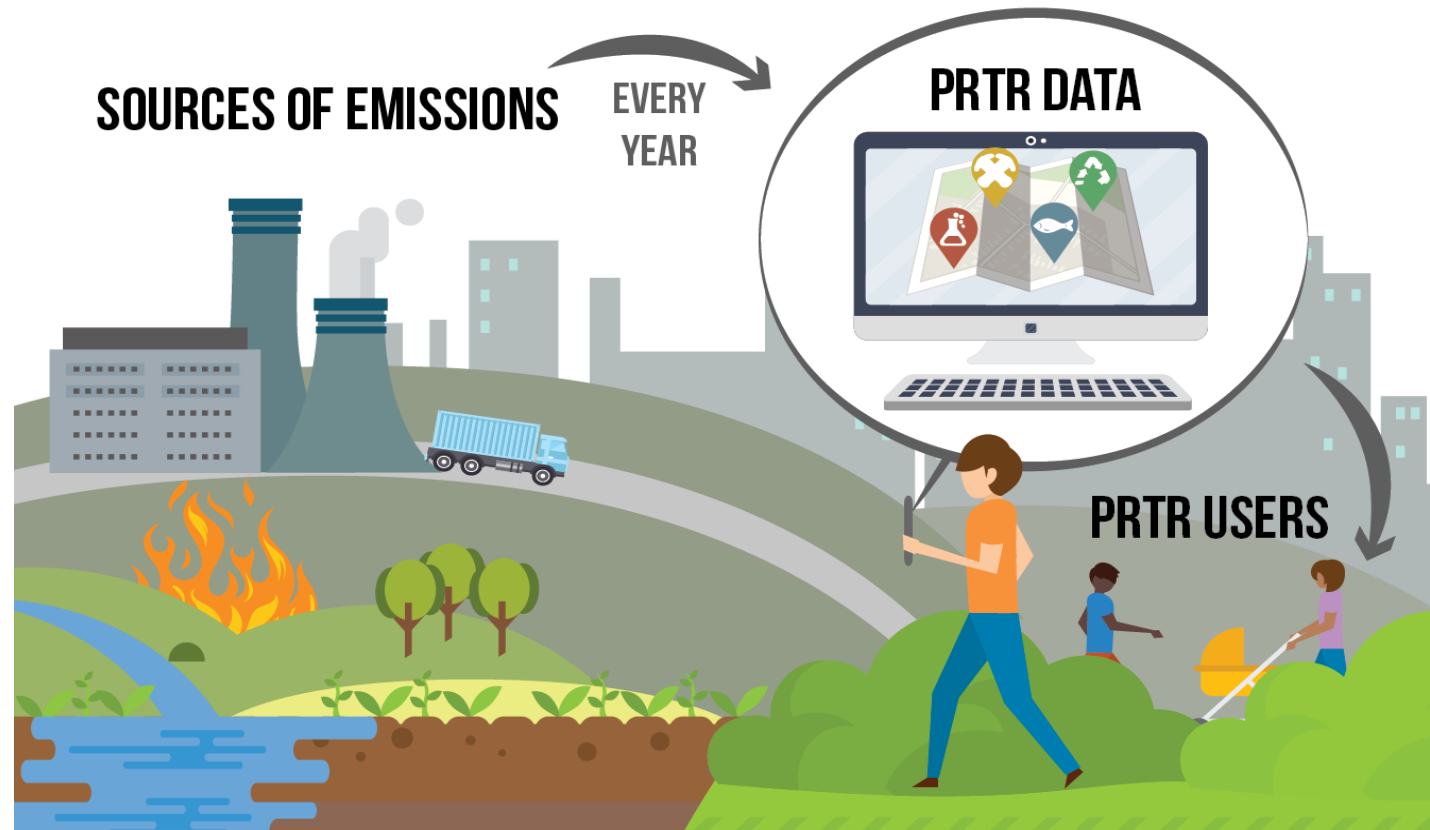 SOURCES OF EMISSIONS
EVERY
YEAR
PRTR DATA
PRTR USERS